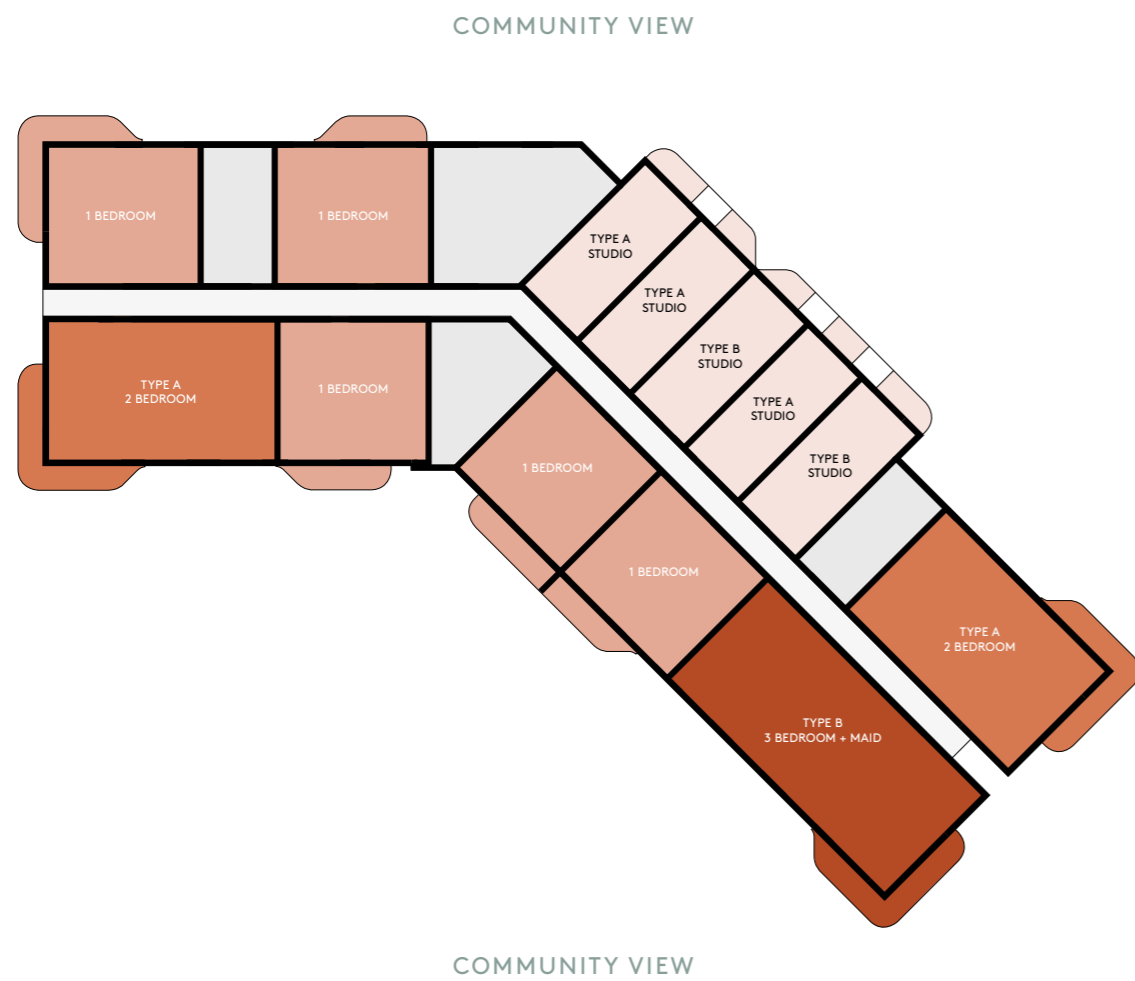 COMMUNITY VIEW
1 BEDROOM
1 BEDROOM
TYPE A
STUDIO
TYPE A
STUDIO
TYPE B
STUDIO
TYPE A
STUDIO
TYPE B
STUDIO
TYPE A
2 BEDROOM
1 BEDROOM
1 BEDROOM
1 BEDROOM
TYPE A
2 BEDROOM
TYPE B
3 BEDROOM + MAID
COMMUNITY VIEW